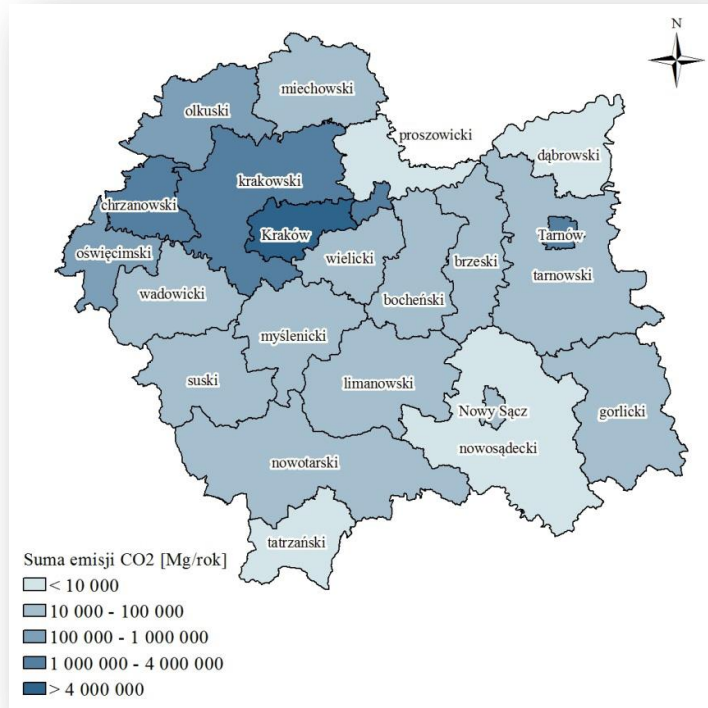 N
miechowski
olkuski
proszowicki
dąbrowski
krakowski
chrzanowski
Kraków
Tarnów
oświęcimski
wielicki
brzeski
tarnowski
wadowicki
bocheński
myślenicki
suski
limanowski
Nowy Sącz
gorlicki
nowosądecki
nowotarski
tatrzański
Suma emisji CO2 [Mg/rok]
< 10 000
10 000 - 100 000
100 000 - 1 000 000
1 000 000 - 4 000 000
> 4 000 000